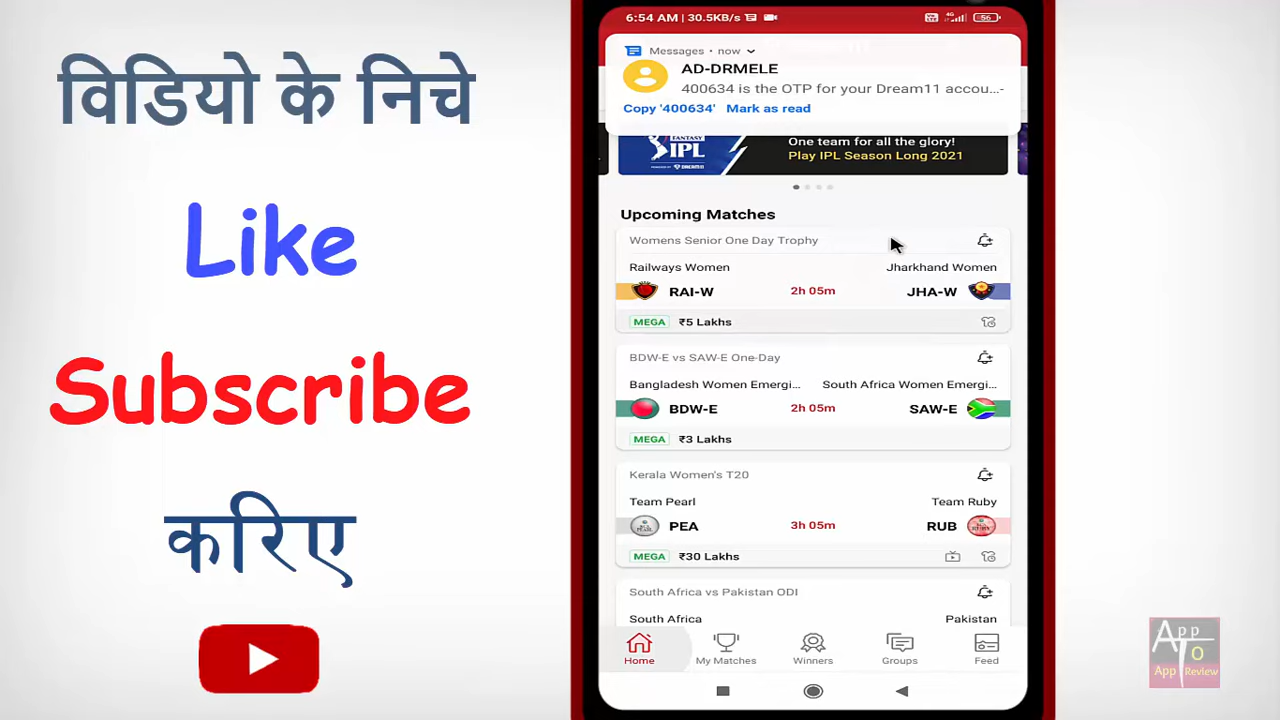 विडियो के निचे
Like
Subscribe
करिए
6:54 AM | 30.5KB/s
4G
56
Messages • now
AD-DRMELE
400634 is the OTP for your Dream11 accou...-
Copy '400634' Mark as read
FANTASY
IPL
DREAM11
One team for all the glory!
Play IPL Season Long 2021
Upcoming Matches
Womens Senior One Day Trophy
Railways Women Jharkhand Women
RAI-W 2h 05m JHA-W
MEGA ₹5 Lakhs
BDW-E vs SAW-E One-Day
Bangladesh Women Emergi... South Africa Women Emergi...
BDW-E 2h 05m SAW-E
MEGA ₹3 Lakhs
Kerala Women's T20
Team Pearl Team Ruby
PEA 3h 05m RUB
MEGA ₹30 Lakhs
South Africa vs Pakistan ODI
South Africa Pakistan
Home My Matches Winners Groups Feed
App
To
App Review